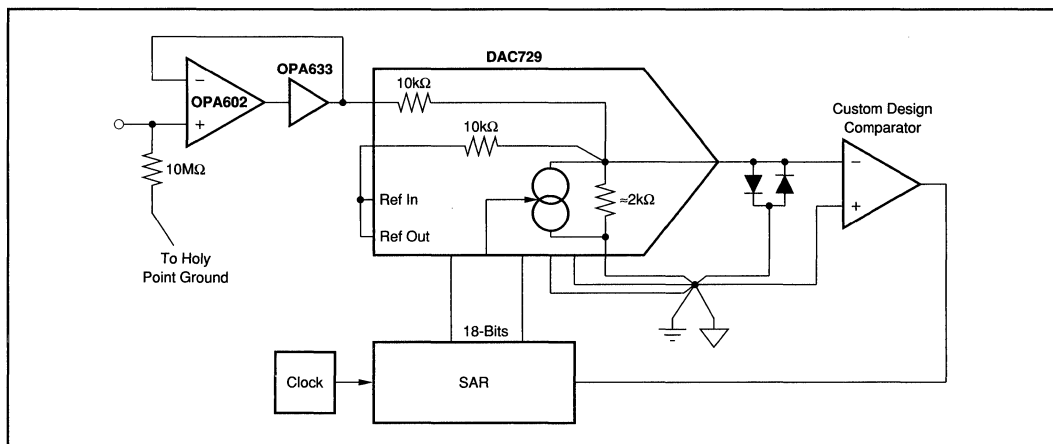 DAC729
OPA633
OPA602
−
+
10kΩ
10kΩ
10MΩ
Ref In
Ref Out
≈2kΩ
Custom Design
Comparator
−
+
To Holy
Point Ground
18-Bits
Clock
SAR